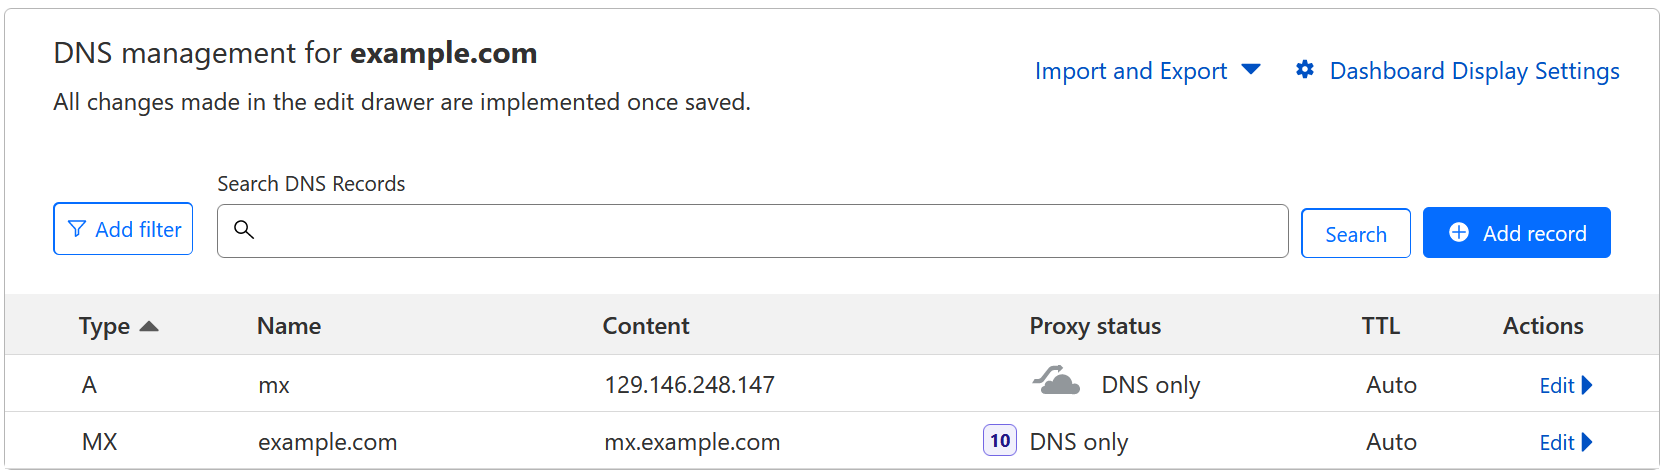 DNS management for example.com
All changes made in the edit drawer are implemented once saved.
Import and Export
Dashboard Display Settings
Search DNS Records
Add filter
Search
Add record
Type Name Content Proxy status TTL Actions
A mx 129.146.248.147 DNS only Auto Edit
MX example.com mx.example.com 10 DNS only Auto Edit